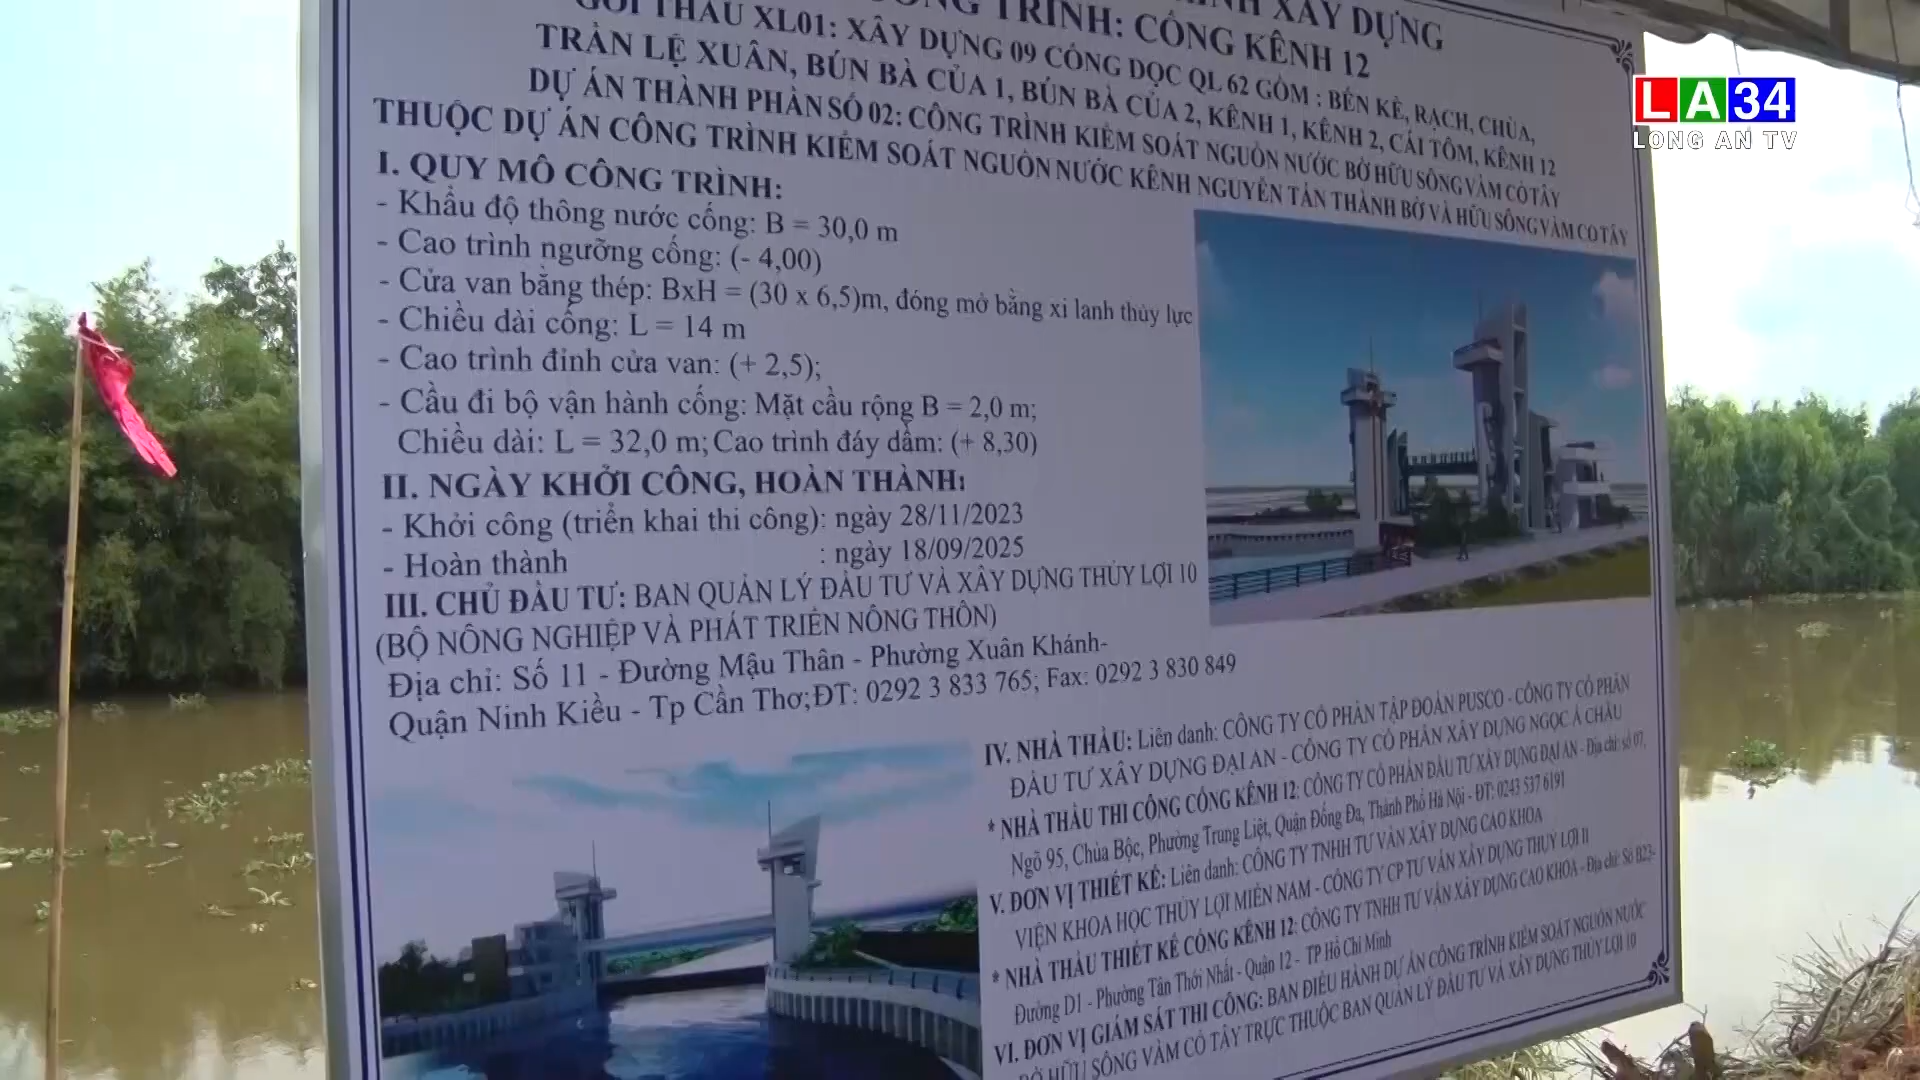 XÂY DỰNG
TRÌNH: CỐNG KÊNH 12
GÓI THẦU XL01: XÂY DỰNG 09 CỐNG DỌC QL 62 GỒM : BẾN KÈ, RẠCH, CHÙA,
TRẦN LỆ XUÂN, BÚN BÀ CỦA 1, BÚN BÀ CỦA 2, KÊNH 1, KÊNH 2, CÁI TÔM, KÊNH 12
DỰ ÁN THÀNH PHẦN SỐ 02: CÔNG TRÌNH KIỂM SOÁT NGUỒN NƯỚC BỜ HỮU SÔNG VÀM CỎ TÂY
THUỘC DỰ ÁN CÔNG TRÌNH KIỂM SOÁT NGUỒN NƯỚC KÊNH NGUYỄN TẤN THÀNH BỜ VÀ HỮU SÔNG VÀM CỎ TÂY
I. QUY MÔ CÔNG TRÌNH:
- Khẩu độ thông nước cống: B = 30,0 m
- Cao trình ngưỡng cống: (- 4,00)
- Cửa van bằng thép: BxH = (30 x 6,5)m, đóng mở bằng xi lanh thủy lực
- Chiều dài cống: L = 14 m
- Cao trình đỉnh cửa van: (+ 2,5);
- Cầu đi bộ vận hành cống: Mặt cầu rộng B = 2,0 m;
Chiều dài: L = 32,0 m; Cao trình đáy dầm: (+ 8,30)
II. NGÀY KHỞI CÔNG, HOÀN THÀNH:
- Khởi công (triển khai thi công): ngày 28/11/2023
- Hoàn thành : ngày 18/09/2025
III. CHỦ ĐẦU TƯ: BAN QUẢN LÝ ĐẦU TƯ VÀ XÂY DỰNG THỦY LỢI 10
(BỘ NÔNG NGHIỆP VÀ PHÁT TRIỂN NÔNG THÔN)
Địa chỉ: Số 11 - Đường Mậu Thân - Phường Xuân Khánh-
Quận Ninh Kiều - Tp Cần Thơ;ĐT: 0292 3 833 765; Fax: 0292 3 830 849
IV. NHÀ THẦU: Liên danh: CÔNG TY CỔ PHẦN TẬP ĐOÀN PUSCO - CÔNG TY CỔ PHẦN
ĐẦU TƯ XÂY DỰNG ĐẠI AN - CÔNG TY CỔ PHẦN XÂY DỰNG NGỌC Á CHÂU
* NHÀ THẦU THI CÔNG CỐNG KÊNH 12: CÔNG TY CỔ PHẦN ĐẦU TƯ XÂY DỰNG ĐẠI AN - Địa chỉ: số 07,
Ngõ 95, Chùa Bộc, Phường Trung Liệt, Quận Đống Đa, Thành Phố Hà Nội - ĐT: 0243 537 6191
V. ĐƠN VỊ THIẾT KẾ: Liên danh: CÔNG TY TNHH TƯ VẤN XÂY DỰNG CAO KHOA
VIỆN KHOA HỌC THỦY LỢI MIỀN NAM - CÔNG TY CP TƯ VẤN XÂY DỰNG THUỶ LỢI II
* NHÀ THẦU THIẾT KẾ CỐNG KÊNH 12: CÔNG TY TNHH TƯ VẤN XÂY DỰNG CAO KHOA - Địa chỉ: Số B23-
Đường D1 - Phường Tân Thới Nhất - Quận 12 - TP Hồ Chí Minh
VI. ĐƠN VỊ GIÁM SÁT THI CÔNG: BAN ĐIỀU HÀNH DỰ ÁN CÔNG TRÌNH KIỂM SOÁT NGUỒN NƯỚC
BỜ HỮU SÔNG VÀM CỎ TÂY TRỰC THUỘC BAN QUẢN LÝ ĐẦU TƯ VÀ XÂY DỰNG THỦY LỢI 10
LA34
LONG AN TV